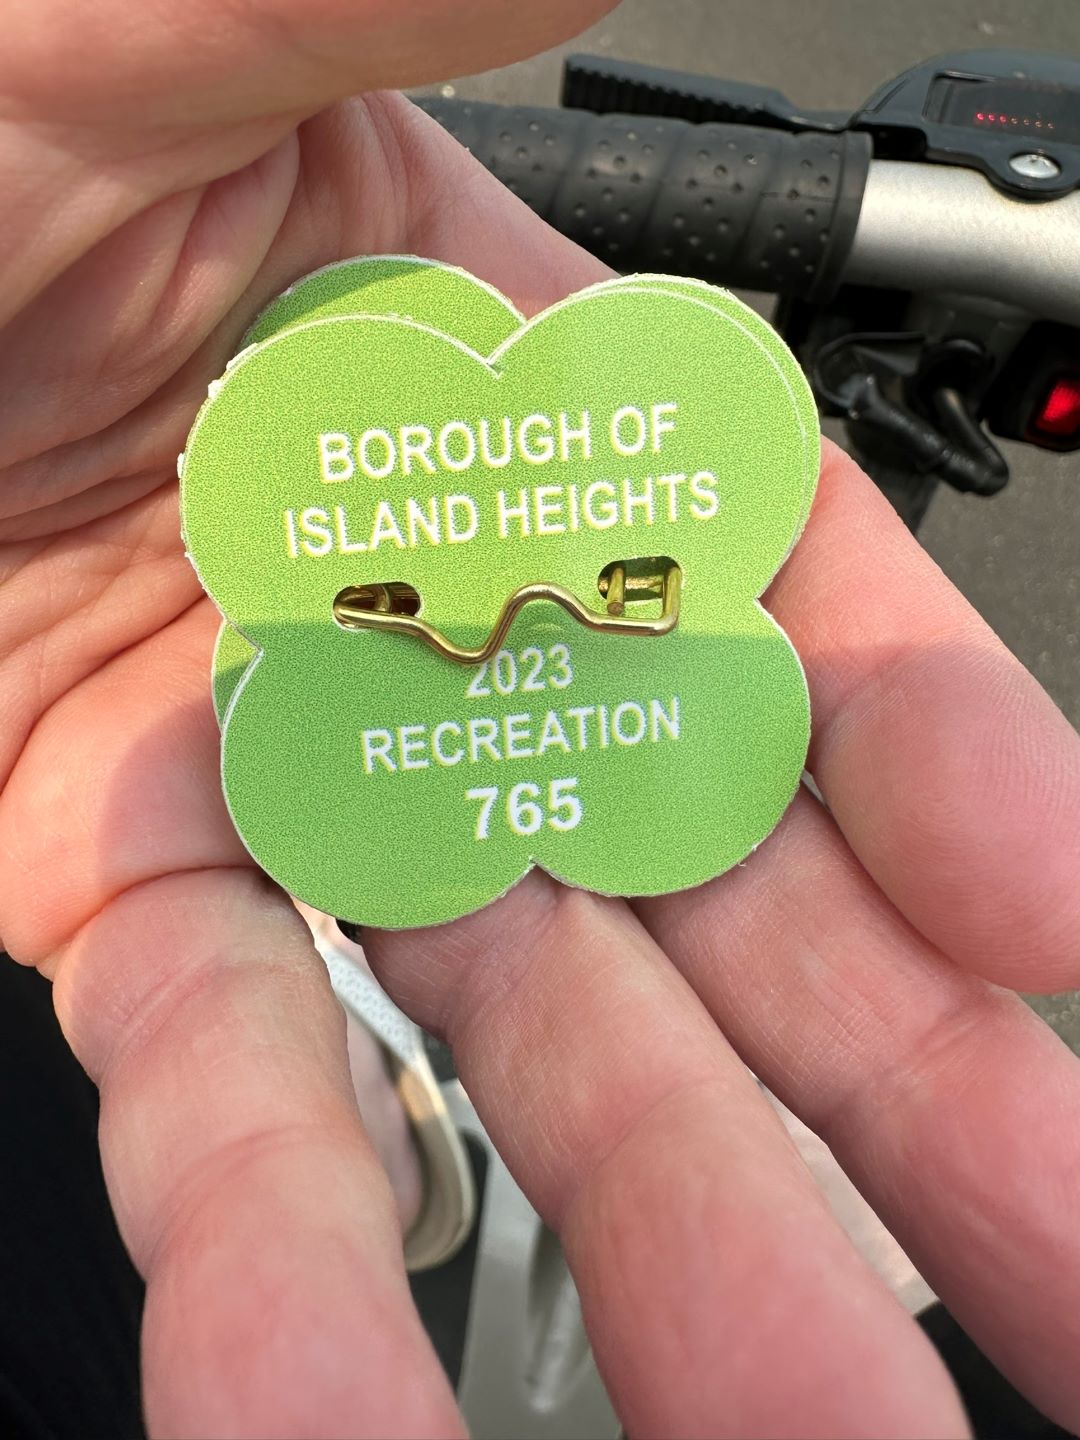 BOROUGH OF
ISLAND HEIGHTS
2023
RECREATION
765